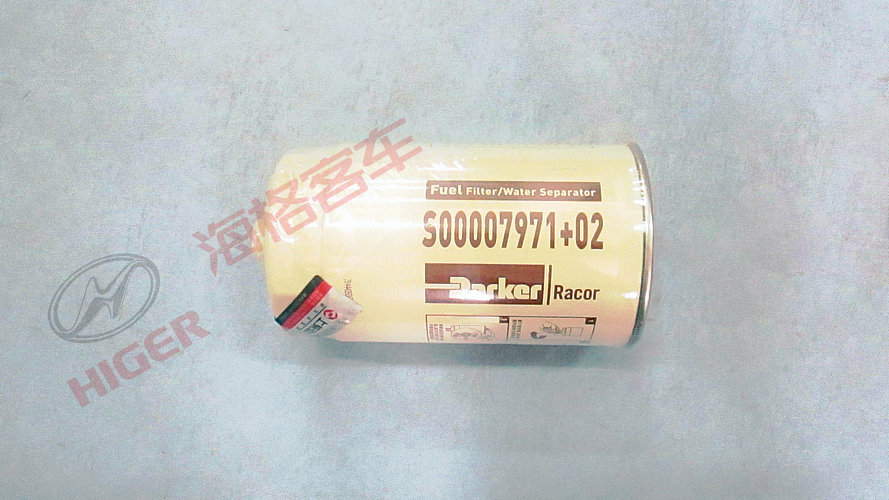 海格客车
HIGER
Fuel Filter/Water Separator
S00007971+02
Parker
Racor